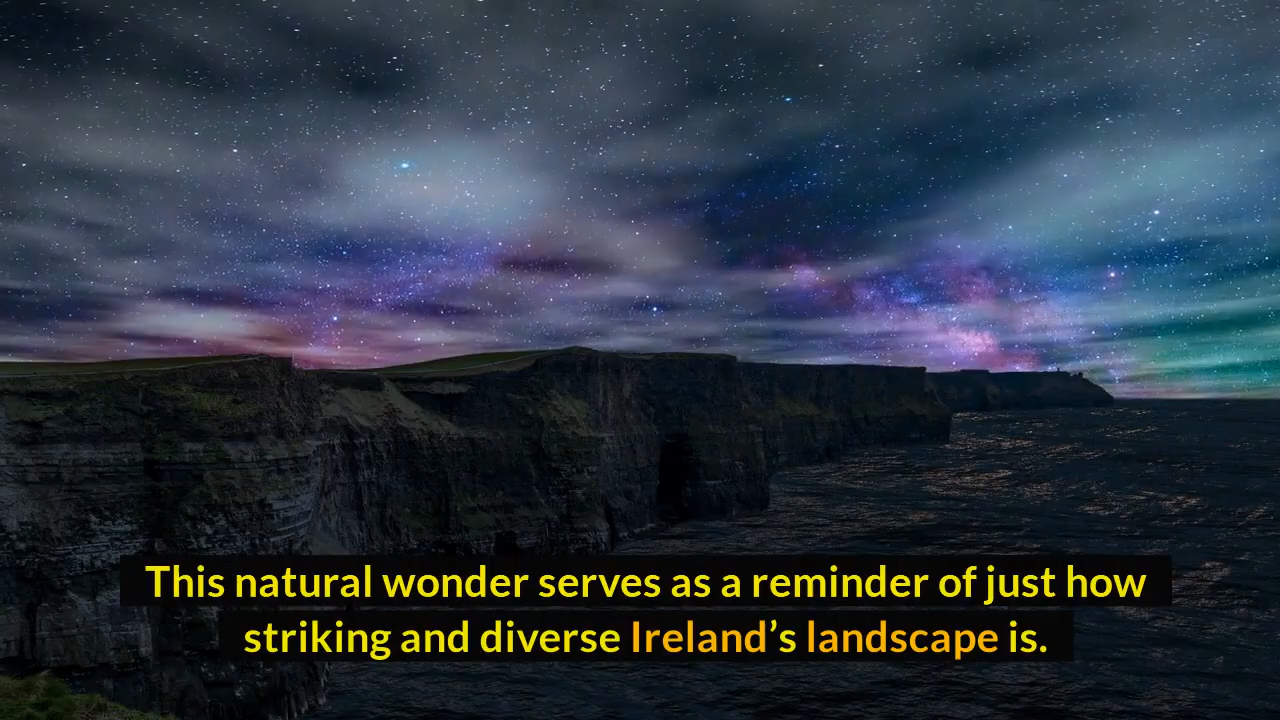 This natural wonder serves as a reminder of just how
striking and diverse Ireland’s landscape is.